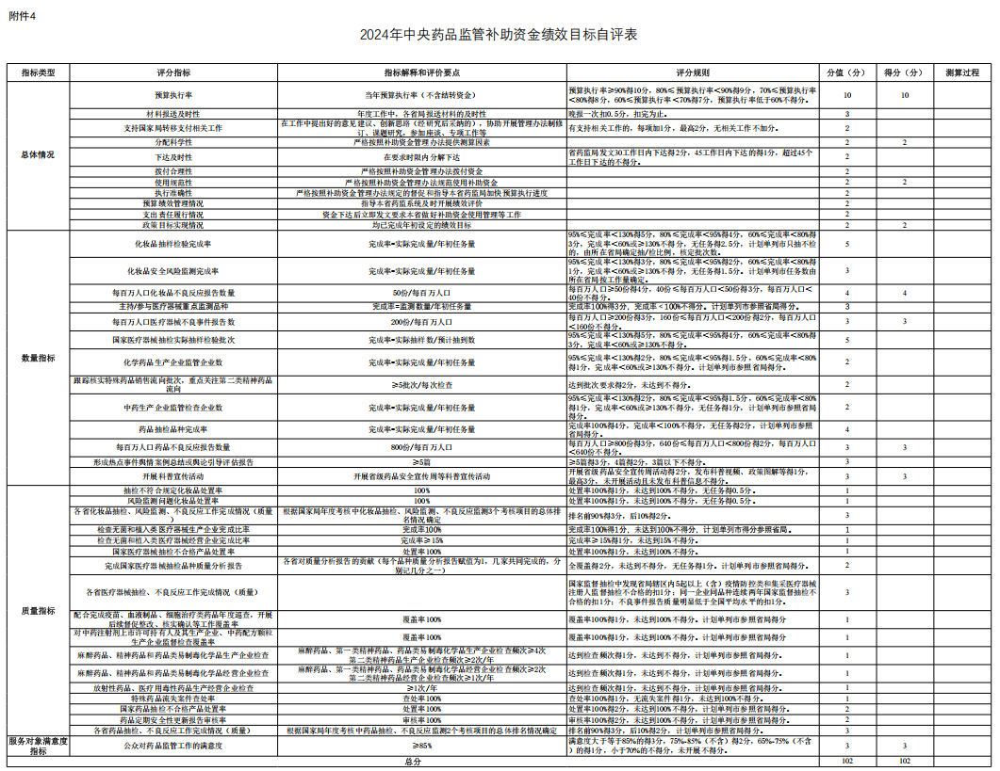 附件4
2024年中央药品监管补助资金绩效目标自评表
指标类型 评分指标 指标解释和评价要点 评分规则 分值（分） 得分（分） 测算过程
总体情况
预算执行率 当年预算执行率（不含结转资金） 预算执行率≥90%得10分，80%≤预算执行率<90%得9分，70%≤预算执行率
<80%得8分，60%≤预算执行率<70%得7分，预算执行率低于60%不得分。 10 10
材料报送及时性 年度工作中，各省局报送材料的及时性 晚报一次扣0.5分，扣完为止。 3
支持国家局转移支付相关工作 在工作中提出好的意见建议、创新思路（经研究后采纳的），协助开展管理办法制修
订、课题研究，参加座谈、专项工作等 有支持相关工作的，每项加1分，最高2分，无相关工作不加分。 2
分配科学性 严格按照补助资金管理办法提供测算因素 2 2
下达及时性 在要求时限内分解下达 省药监局发文30工作日内下达得2分，45工作日内下达的得1分，超过45个
工作日下达的不得分。 2
拨付合理性 严格按照补助资金管理办法拨付资金 2
使用规范性 严格按照补助资金管理办法规范使用补助资金 2 2
执行准确性 严格按照补助资金管理办法规定的督促和指导本省药监局加快预算执行进度 2
预算绩效管理情况 指导本省药监系统及时开展绩效评价 2
支出责任履行情况 资金下达后立即发文要求本省做好补助资金使用管理等工作 2
政策目标实现情况 均已完成年初设定的绩效目标 2 2
数量指标
化妆品抽样检验完成率 完成率=实际完成量/年初任务量 95%≤完成率<130%得5分，80%≤完成率<95%得4分，60%≤完成率<80%得
3分，完成率<60%或≥130%不得分，无任务得2.5分，计划单列市只抽不检
的，由所在省局确定抽/检比例，核定批次数。 5
化妆品安全风险监测完成率 完成率=实际完成量/年初任务量 95%≤完成率<130%得3分，80%≤完成率<95%得2分，60%≤完成率<80%得
1分，完成率<60%或≥130%不得分，无任务得1.5分。计划单列市任务数由
所在省局按工作量确定。 3
每百万人口化妆品不良反应报告数量 50份/每百万人口 每百万人口≥50份得4分，40份≤每百万人口<50份得3分，每百万人口<
40份不得分。 4 4
主持/参与医疗器械重点监测品种 完成率=监测数量/年初任务量 完成率100%得3分，完成率<100%不得分。计划单列市参照省局得分。 3
每百万人口医疗器械不良事件报告数 200份/每百万人口 每百万人口≥200份得3分，160份≤每百万人口<200份得2分，每百万人口
<160份不得分。 3 3
国家医疗器械抽检实际抽样检验批次 完成率=实际抽样数/预计抽到数 95%≤完成率<130%得5分，80%≤完成率<95%得4分，60%≤完成率<80%得
3分，完成率<60%或≥130%不得分。 5
化学药品生产企业监管企业数 完成率=实际完成量/年初任务量 95%≤完成率<130%得2分，80%≤完成率<95%得1.5分，60%≤完成率<80%
得1分，完成率<60%或≥130%不得分。计划单列市参照省局得分。 2
跟踪核实特殊药品销售流向批次，重点关注第二类精神药品
流向 ≥5批次/每次检查 达到批次要求得2分，未达到不得分。 2
中药生产企业监管检查企业数 完成率=实际完成量/年初任务量 95%≤完成率<130%得2分，80%≤完成率<95%得1.5分，60%≤完成率<80%
得1分，完成率<60%或≥130%不得分，无任务得1分，计划单列市参照省局
得分。 2
药品抽检品种完成率 完成率=实际完成量/年初任务量 完成率100%得4分，完成率<100%不得分，无任务得2分，计划单列市参照
省局得分。 4
每百万人口药品不良反应报告数量 800份/每百万人口 每百万人口≥800份得3分，640份≤每百万人口<800份得2分，每百万人口
<640份不得分。 3 3
形成热点事件舆情案例总结或舆论引导评估报告 ≥5篇 ≥5篇得3分，4篇得2分，3篇以下不得分。 3
开展科普宣传活动 开展省级药品安全宣传周等科普宣传活动 开展省级药品安全宣传周活动得2分，发布科普视频、政策图解等得1分，
最高3分，未开展活动且未发布科普信息不得分。 3 3
质量指标
抽检不符合规定化妆品处置率 100% 处置率100%得1分，未达到100%不得分，无任务得0.5分。 1
风险监测问题化妆品处置率 100% 处置率100%得1分，未达到100%不得分，无任务得0.5分。 1
各省化妆品抽检、风险监测、不良反应工作完成情况（质量
） 根据国家局年度考核中化妆品抽检、风险监测、不良反应监测3个考核项目的总体排
名情况确定 排名前90%得3分，后10%得2分。 3
检查无菌和植入类医疗器械生产企业完成比率 完成率100% 完成率100%得1分，未达到100%不得分，计划单列市得分参照省局。 1
检查无菌和植入类医疗器械经营企业完成比率 完成率≥15% 完成率≥15%得1分，未达到15%不得分。 1
国家医疗器械抽检不合格产品处置率 处置率100% 处置率100%得1分，未达到100%不得分。 1
完成国家医疗器械抽检品种质量分析报告 各省对质量分析报告的贡献（每个品种质量分析报告赋值为1，几家共同完成的，分
别记几分之一） 全覆盖得2分，未达到不得分，无任务得1分。计划单列市参照省局得分。 2
各省医疗器械抽检、不良反应工作完成情况（质量） 国家监督抽检中发现省局辖区内5起以上（含）疫情防控类和集采医疗器械
注册人监督抽检不合格的扣1分；同一企业同品种连续两年国家监督抽检不
合格的扣1分；不良事件报告质量明显低于全国平均水平的扣1分。 3
配合完成疫苗、血液制品、细胞治疗类药品年度巡查，开展
后续督促整改、核实确认等工作覆盖率 覆盖率100% 覆盖率100%得1分，未达到100%不得分。计划单列市参照省局得分 1
对中药注射剂上市许可持有人及其生产企业、中药配方颗粒
生产企业监督检查覆盖率 覆盖率100% 覆盖率100%得1分，未达到100%不得分。计划单列市参照省局得分 1
麻醉药品、精神药品和药品类易制毒化学品生产企业检查 麻醉药品、第一类精神药品、药品类易制毒化学品生产企业检查频次≥4次
第二类精神药品生产企业检查频次≥2次/年 达到检查频次得1分，未达到不得分，计划单列市参照省局得分。 1
麻醉药品、精神药品和药品类易制毒化学品经营企业检查 麻醉药品、第一类精神药品、药品类易制毒化学品经营企业检查频次≥2次
第二类精神药品经营企业检查频次≥1次/年 达到检查频次得1分，未达到不得分，计划单列市参照省局得分。 1
放射性药品、医疗用毒性药品生产经营企业检查 ≥1次/年 达到检查频次得1分，未达到不得分，计划单列市参照省局得分。 1
特殊药品流失案件查处率 查处率100% 查处率100%得1分，无流失案件得1分，未达到100%不得分。 1
国家药品抽检不合格产品处置率 处置率100% 处置率100%得2分，未达到不得分，计划单列市参照省局得分。 2
药品定期安全性更新报告审核率 审核率100% 审核率100%得2分，未达到不得分，计划单列市参照省局得分。 2
各省药品抽检、不良反应工作完成情况（质量） 根据国家局年度考核中药品抽检、不良反应监测2个考核项目的总体排名情况确定 排名前90%得3分，后10%得2分，计划单列市参照省局得分。 3
服务对象满意度
指标
公众对药品监管工作的满意度 ≥85% 满意度大于等于85%的得3分，75%-85%（不含）得2分，65%-75%（不含
）的得1分，小于70%的不得分，未开展不得分。 3 3
总分 102 102